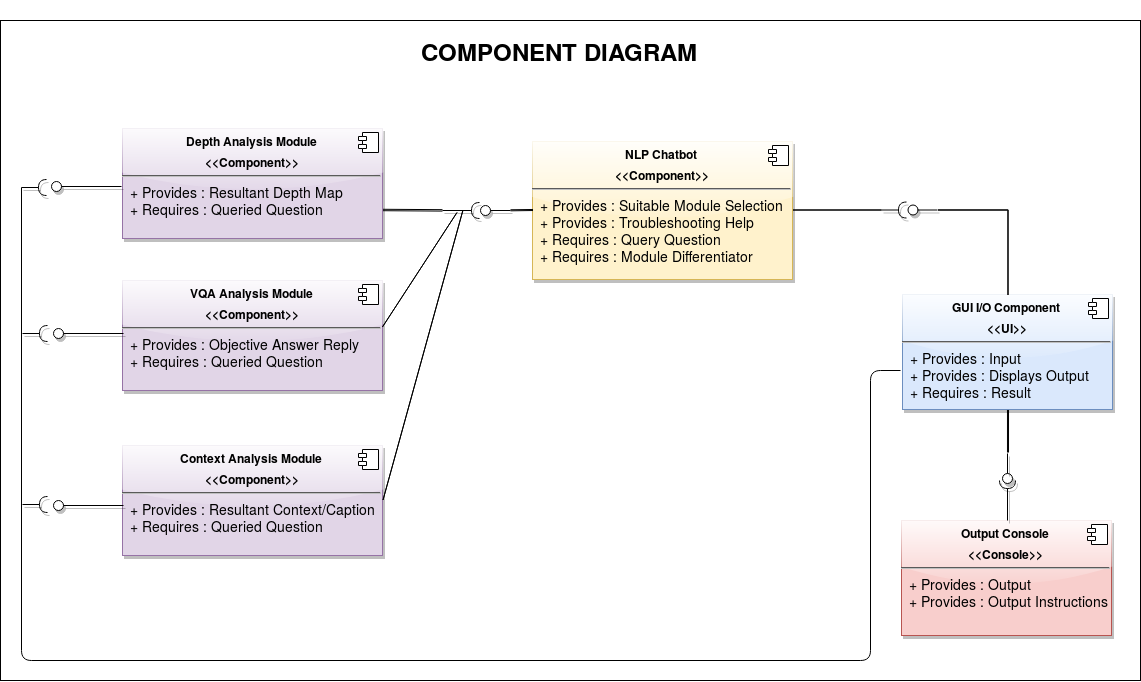 COMPONENT DIAGRAM
Depth Analysis Module
<<Component>>
+ Provides : Resultant Depth Map
+ Requires : Queried Question
NLP Chatbot
<<Component>>
+ Provides : Suitable Module Selection
+ Provides : Troubleshooting Help
+ Requires : Query Question
+ Requires : Module Differentiator
VQA Analysis Module
<<Component>>
+ Provides : Objective Answer Reply
+ Requires : Queried Question
GUI I/O Component
<<UI>>
+ Provides : Input
+ Provides : Displays Output
+ Requires : Result
Context Analysis Module
<<Component>>
+ Provides : Resultant Context/Caption
+ Requires : Queried Question
Output Console
<<Console>>
+ Provides : Output
+ Provides : Output Instructions